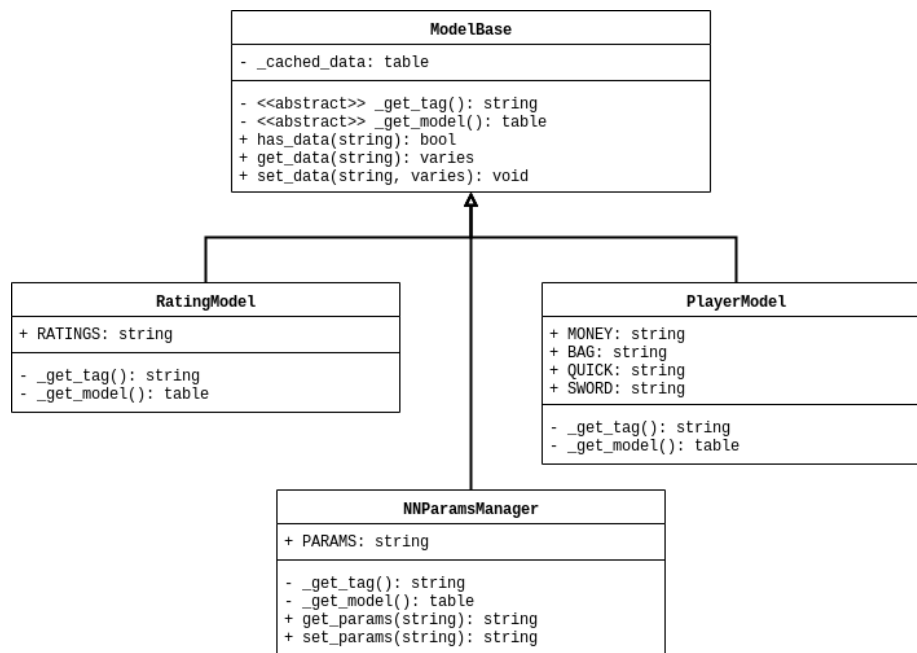 ModelBase
- _cached_data: table
- <<abstract>> _get_tag(): string
- <<abstract>> _get_model(): table
+ has_data(string): bool
+ get_data(string): varies
+ set_data(string, varies): void
RatingModel
+ RATINGS: string
- _get_tag(): string
- _get_model(): table
PlayerModel
+ MONEY: string
+ BAG: string
+ QUICK: string
+ SWORD: string
- _get_tag(): string
- _get_model(): table
NNParamsManager
+ PARAMS: string
- _get_tag(): string
- _get_model(): table
+ get_params(string): string
+ set_params(string): string